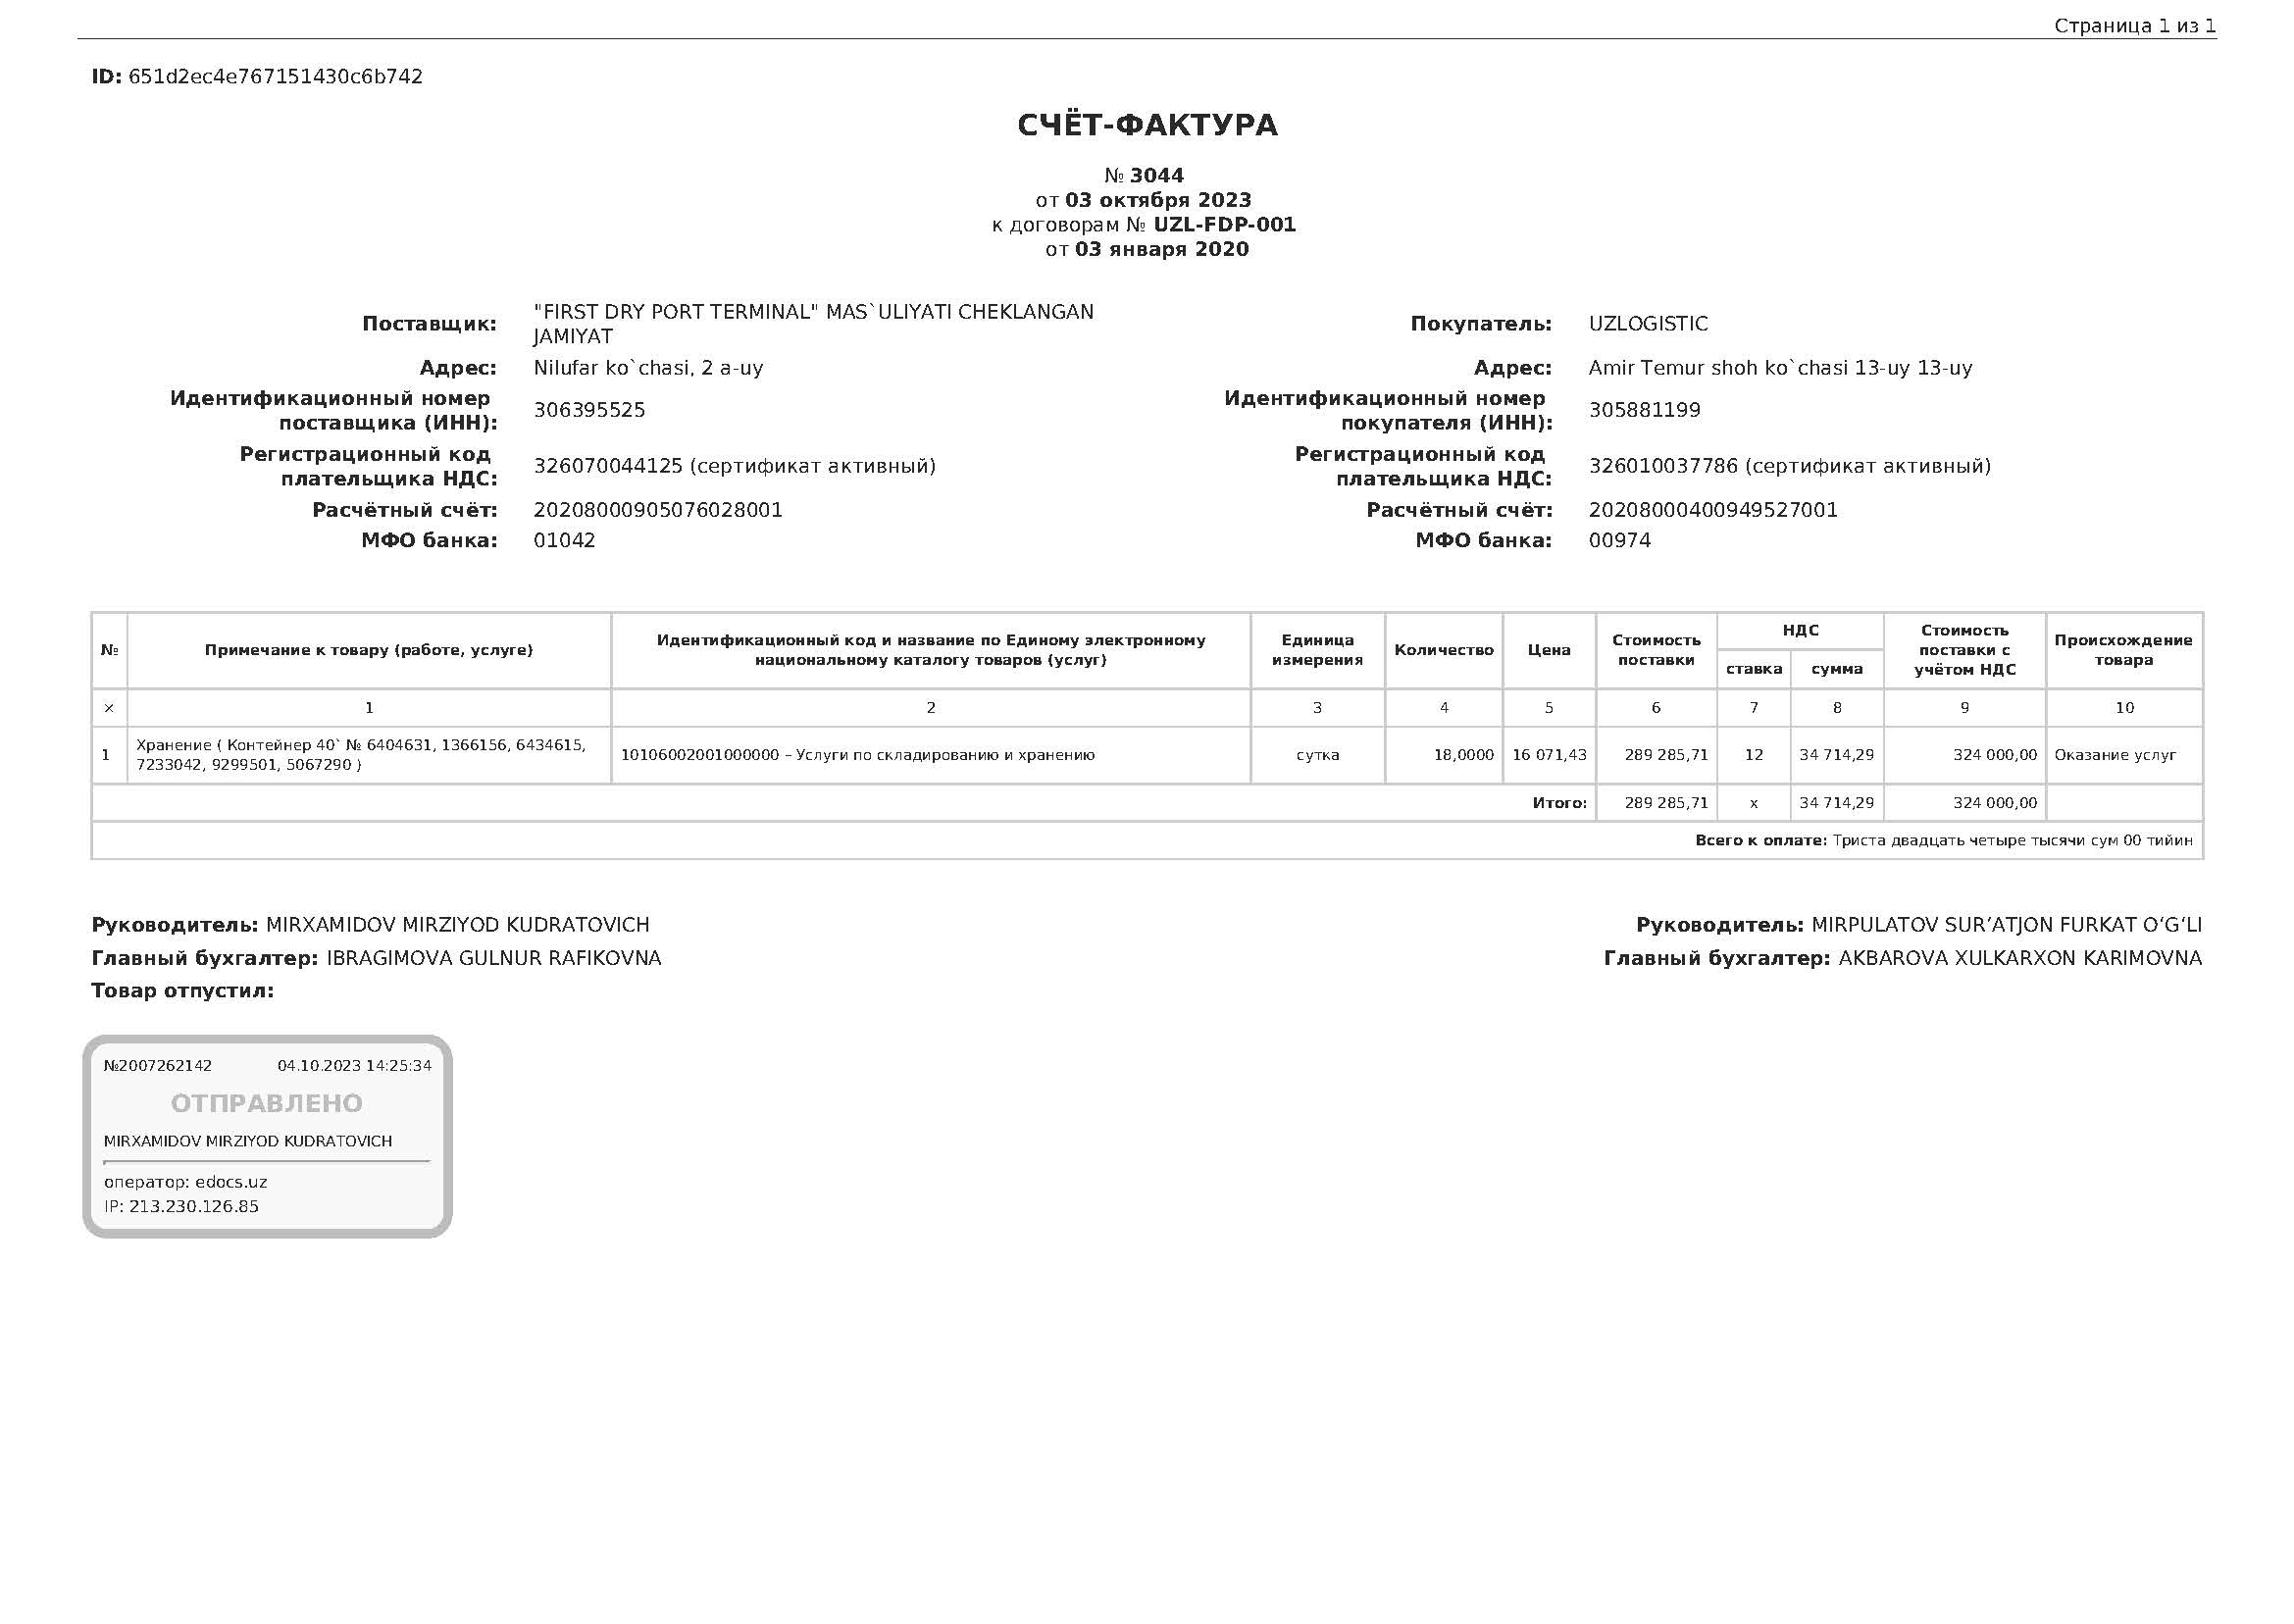 Страница 1 из 1
ID: 651d2ec4e767151430c6b742
СЧЁТ-ФАКТУРА
№ 3044
от 03 октября 2023
к договорам № UZL-FDP-001
от 03 января 2020
Поставщик: "FIRST DRY PORT TERMINAL" MAS`ULIYATI CHEKLANGAN
JAMIYAT
Адрес: Nilufar ko`chasi, 2 a-uy
Идентификационный номер
поставщика (ИНН): 306395525
Регистрационный код
плательщика НДС: 326070044125 (сертификат активный)
Расчётный счёт: 20208000905076028001
МФО банка: 01042
Покупатель: UZLOGISTIC
Адрес: Amir Temur shoh ko`chasi 13-uy 13-uy
Идентификационный номер
покупателя (ИНН): 305881199
Регистрационный код
плательщика НДС: 326010037786 (сертификат активный)
Расчётный счёт: 20208000400949527001
МФО банка: 00974
№ Примечание к товару (работе, услуге) Идентификационный код и название по Единому электронному национальному каталогу товаров (услуг) Единица измерения Количество Цена Стоимость поставки НДС ставка сумма Стоимость поставки с учётом НДС Происхождение товара
× 1 2 3 4 5 6 7 8 9 10
1 Хранение ( Контейнер 40` № 6404631, 1366156, 6434615, 7233042, 9299501, 5067290 ) 10106002001000000 – Услуги по складированию и хранению сутка 18,0000 16 071,43 289 285,71 12 34 714,29 324 000,00 Оказание услуг
Итого: 289 285,71 x 34 714,29 324 000,00
Всего к оплате: Триста двадцать четыре тысячи сум 00 тийин
Руководитель: MIRXAMIDOV MIRZIYOD KUDRATOVICH
Главный бухгалтер: IBRAGIMOVA GULNUR RAFIKOVNA
Товар отпустил:
Руководитель: MIRPULATOV SUR’ATJON FURKAT O‘G‘LI
Главный бухгалтер: AKBAROVA XULKARXON KARIMOVNA
№2007262142 04.10.2023 14:25:34
ОТПРАВЛЕНО
MIRXAMIDOV MIRZIYOD KUDRATOVICH
оператор: edocs.uz
IP: 213.230.126.85